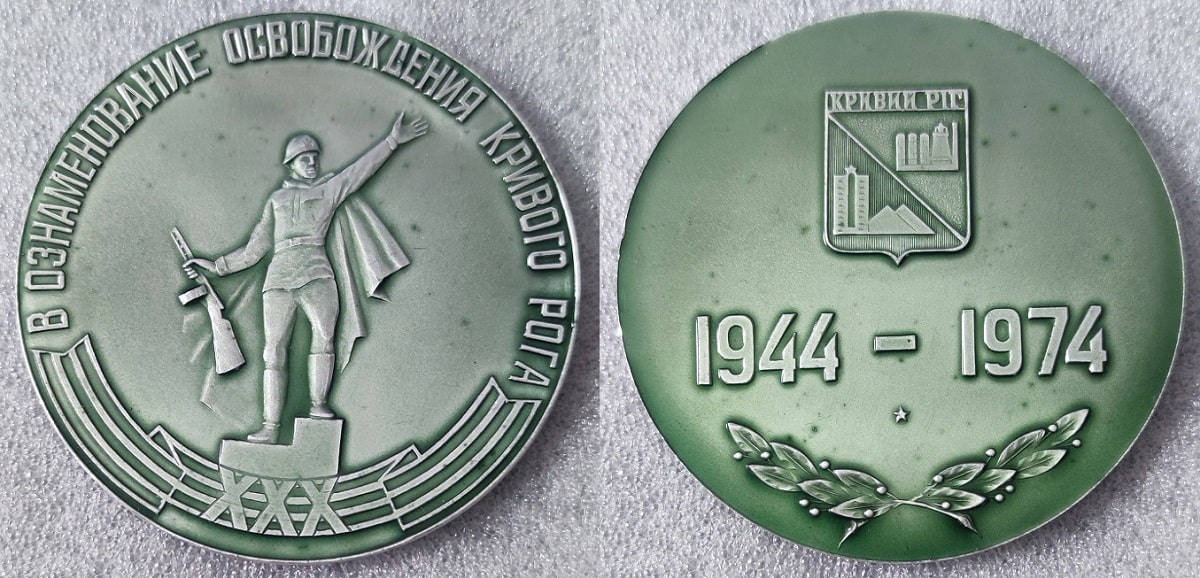 В ОЗНАМЕНОВАНИЕ ОСВОБОЖДЕНИЯ КРИВОГО РОГА
XXX
КРИВИЙ РІГ
1944 - 1974